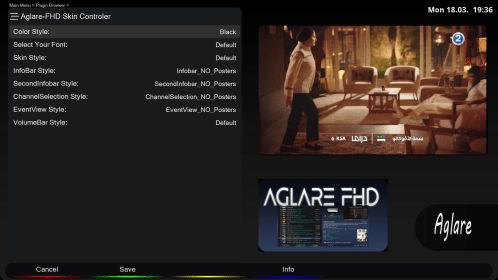 Main Menu • Plugin Browser •
Mon 18.03. 19:36
Aglare-FHD Skin Controler
Color Style: Black
Select Your Font: Default
Skin Style: Default
InfoBar Style: Infobar_NO_Posters
SecondInfobar Style: SecondInfobar_NO_Posters
ChannelSelection Style: ChannelSelection_NO_Posters
EventView Style: EventView_NO_Posters
VolumeBar Style: Default
2
6 KSA دراما
AGLARE FHD
Aglare
Cancel Save Info